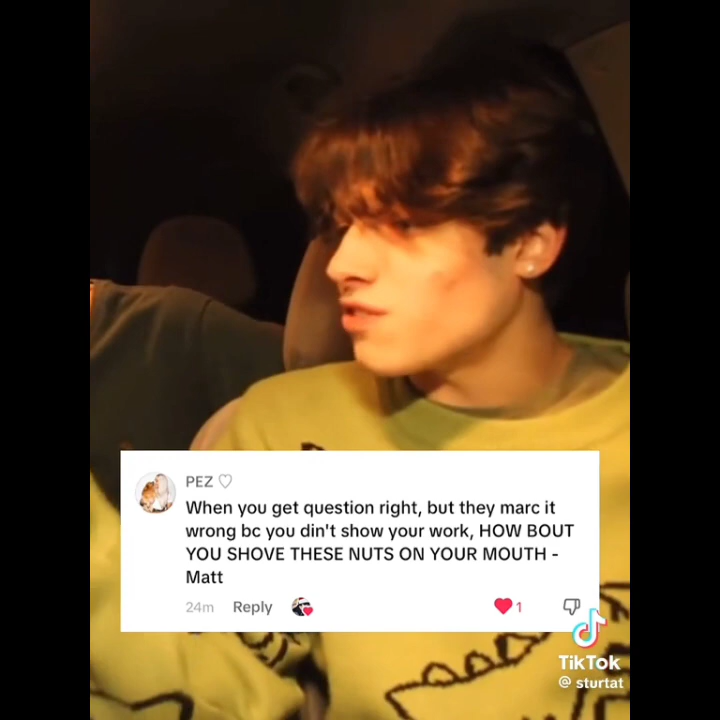 PEZ ♡
When you get question right, but they marc it
wrong bc you din't show your work, HOW BOUT
YOU SHOVE THESE NUTS ON YOUR MOUTH -
Matt
24m Reply 1
TikTok
@ sturtat